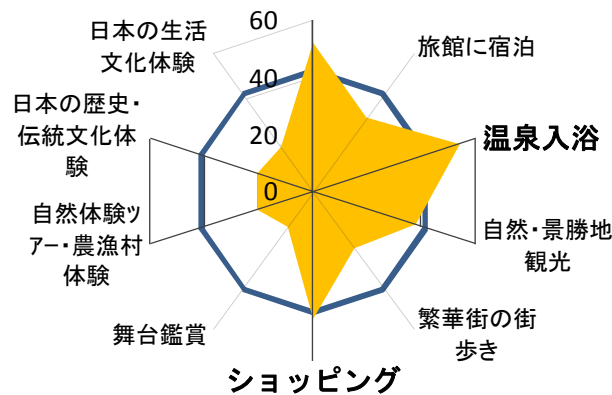 60
40
20
0
旅館に宿泊
温泉入浴
自然・景勝地
観光
繁華街の街
歩き
ショッピング
舞台鑑賞
自然体験ツ
アー・農漁村
体験
日本の歴史・
伝統文化体
験
日本の生活
文化体験